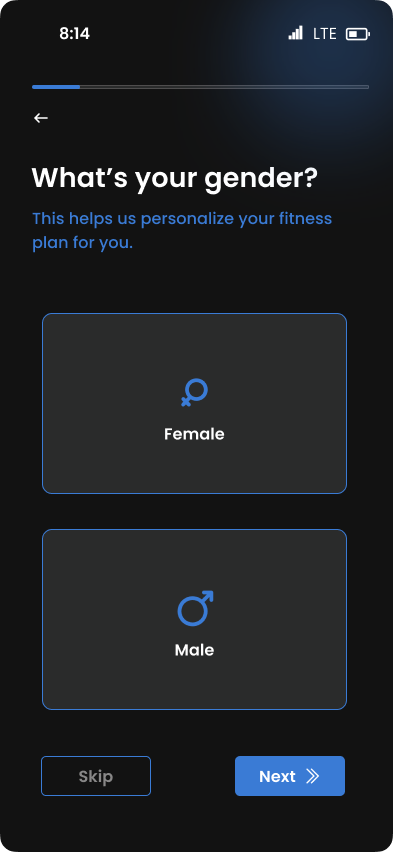 8:14
LTE
What’s your gender?
This helps us personalize your fitness
plan for you.
Female
Male
Skip
Next